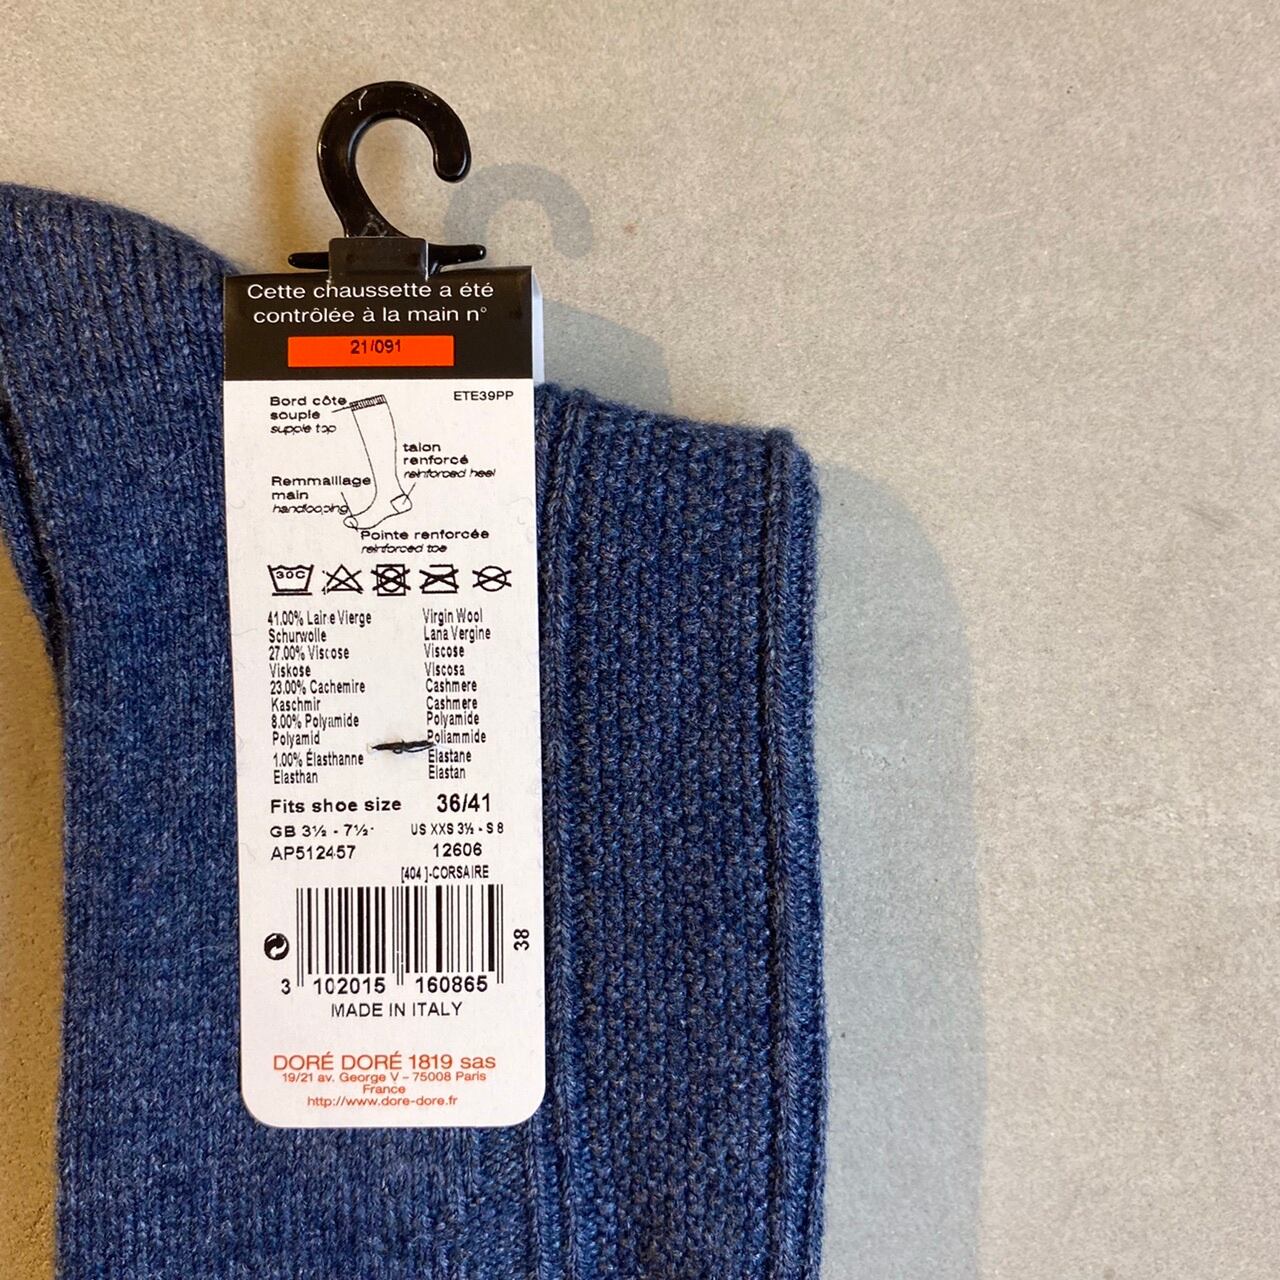 Cette chaussette a été
contrôlée à la main n°
21/091
ETE39PP
Bord côte
souple
supple top
talon
renforcé
reinforced heel
Remmaillage
main
handlooping
Pointe renforcée
reinforced toe
30C
41.00% Laine Vierge Virgin Wool
Schurwolle Lana Vergine
27.00% Viscose Viscose
Viskose Viscosa
23.00% Cachemire Cashmere
Kaschmir Cashmere
8.00% Polyamide Polyamide
Polyamid Poliammide
1.00% Élasthanne Elastane
Elasthan Elastan
Fits shoe size 36/41
GB 3½ - 7½ US XXS 3½ - S 8
AP512457 12606
[404 ]-CORSAIRE
38
3 102015 160865
MADE IN ITALY
DORÉ DORÉ 1819 sas
19/21 av. George V – 75008 Paris
France
http://www.dore-dore.fr